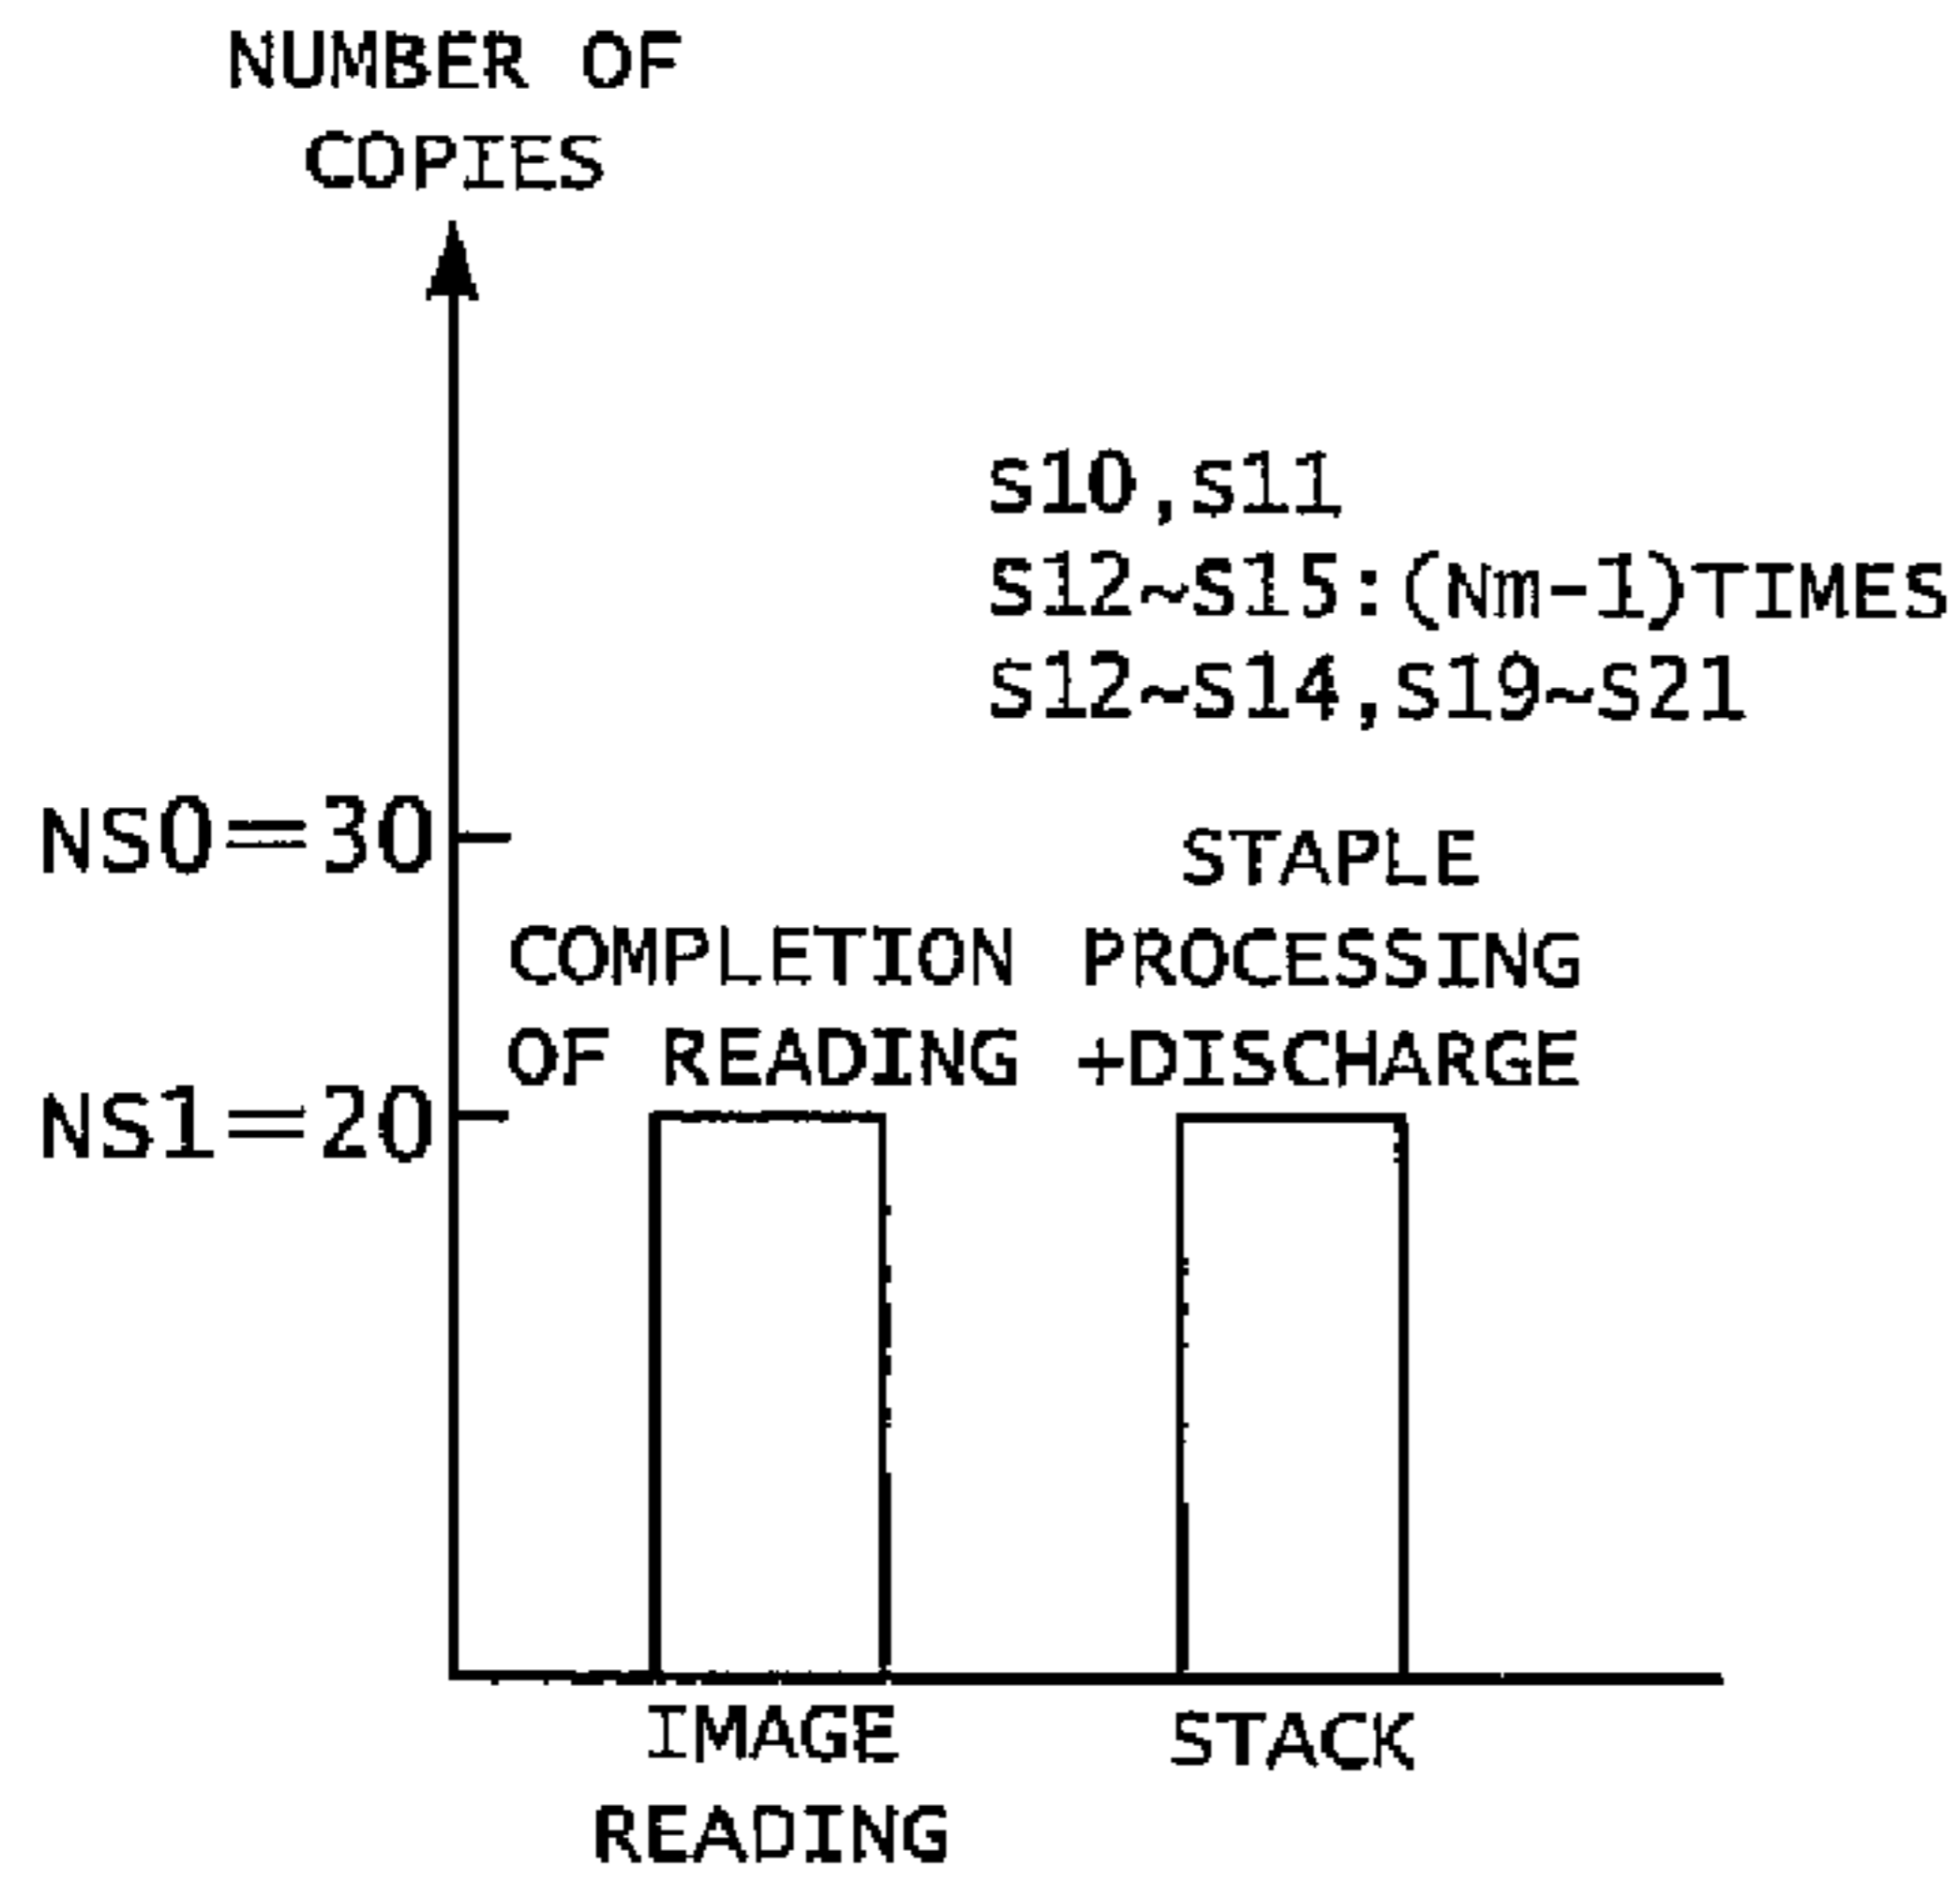 NUMBER OF
COPIES
S10,S11
S12~S15:(Nm-1)TIMES
S12~S14,S19~S21
NS0=30
STAPLE
COMPLETION PROCESSING
OF READING +DISCHARGE
NS1=20
IMAGE STACK
READING